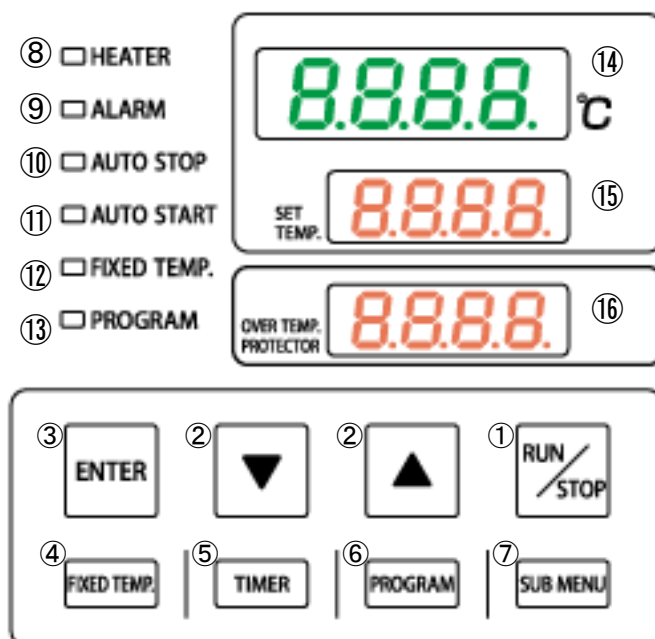 ⑧ HEATER
⑨ ALARM
⑩ AUTO STOP
⑪ AUTO START
⑫ FIXED TEMP.
⑬ PROGRAM
8.8.8.8. ℃ ⑭
SET
TEMP.
8.8.8.8. ⑮
OVER TEMP.
PROTECTOR
8.8.8.8. ⑯
③ ENTER
② ▼
② ▲
① RUN/STOP
④ FIXED TEMP.
⑤ TIMER
⑥ PROGRAM
⑦ SUB MENU